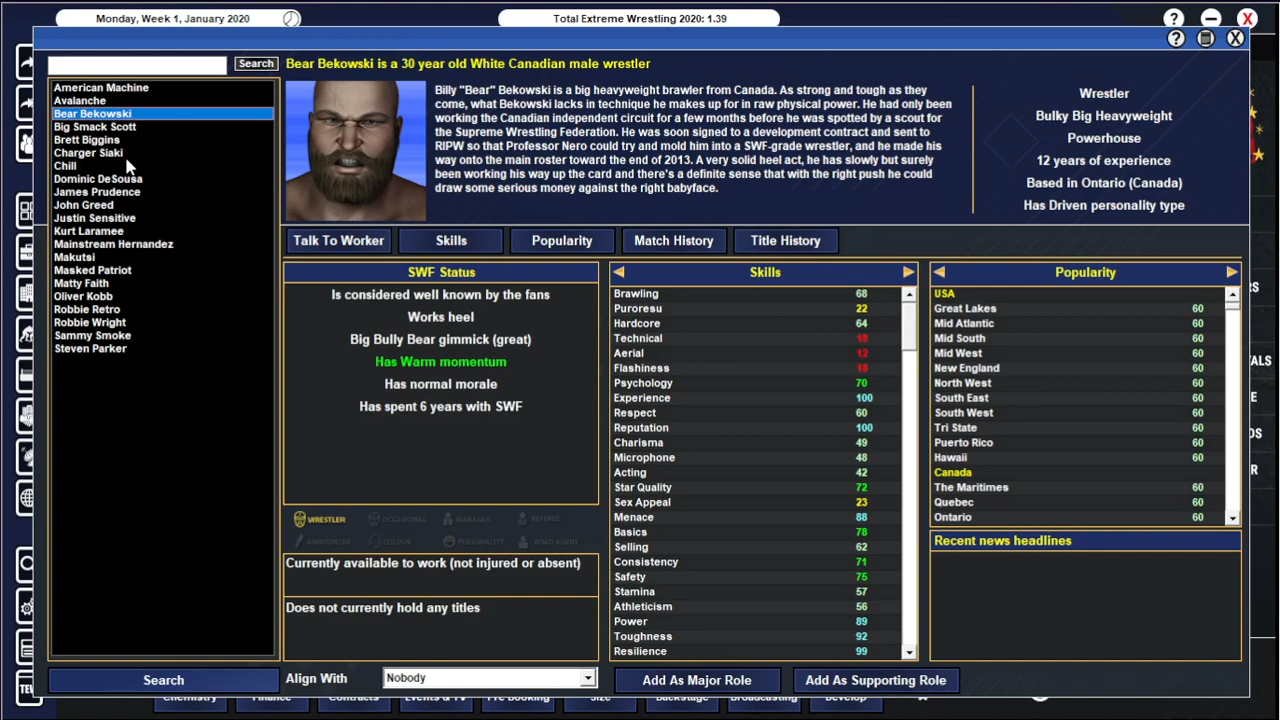 Monday, Week 1, January 2020
Total Extreme Wrestling 2020: 1.39
Search
Bear Bekowski is a 30 year old White Canadian male wrestler
American Machine
Avalanche
Bear Bekowski
Big Smack Scott
Brett Biggins
Charger Siaki
Chill
Dominic DeSousa
James Prudence
John Greed
Justin Sensitive
Kurt Laramee
Mainstream Hernandez
Makutsi
Masked Patriot
Matty Faith
Oliver Kobb
Robbie Retro
Robbie Wright
Sammy Smoke
Steven Parker
Billy "Bear" Bekowski is a big heavyweight brawler from Canada. As strong and tough as they
come, what Bekowski lacks in technique he makes up for in raw physical power. He had only been
working the Canadian independent circuit for a few months before he was spotted by a scout for
the Supreme Wrestling Federation. He was soon signed to a development contract and sent to
RIPW so that Professor Nero could try and mold him into a SWF-grade wrestler, and he made his
way onto the main roster toward the end of 2013. A very solid heel act, he has slowly but surely
been working his way up the card and there's a definite sense that with the right push he could
draw some serious money against the right babyface.
Wrestler
Bulky Big Heavyweight
Powerhouse
12 years of experience
Based in Ontario (Canada)
Has Driven personality type
Talk To Worker
Skills
Popularity
Match History
Title History
SWF Status
Is considered well known by the fans
Works heel
Big Bully Bear gimmick (great)
Has Warm momentum
Has normal morale
Has spent 6 years with SWF
WRESTLER
OCCASIONAL
MANAGER
REFEREE
ANNOUNCER
COLOUR
PERSONALITY
ROAD AGENT
Currently available to work (not injured or absent)
Does not currently hold any titles
Skills
Brawling 68
Puroresu 22
Hardcore 64
Technical 18
Aerial 12
Flashiness 18
Psychology 70
Experience 100
Respect 60
Reputation 100
Charisma 49
Microphone 48
Acting 42
Star Quality 72
Sex Appeal 23
Menace 88
Basics 78
Selling 62
Consistency 71
Safety 75
Stamina 57
Athleticism 56
Power 89
Toughness 92
Resilience 99
Popularity
USA
Great Lakes 60
Mid Atlantic 60
Mid South 60
Mid West 60
New England 60
North West 60
South East 60
South West 60
Tri State 60
Puerto Rico 60
Hawaii 60
Canada
The Maritimes 60
Quebec 60
Ontario 60
Recent news headlines
Search
Align With
Nobody
Add As Major Role
Add As Supporting Role